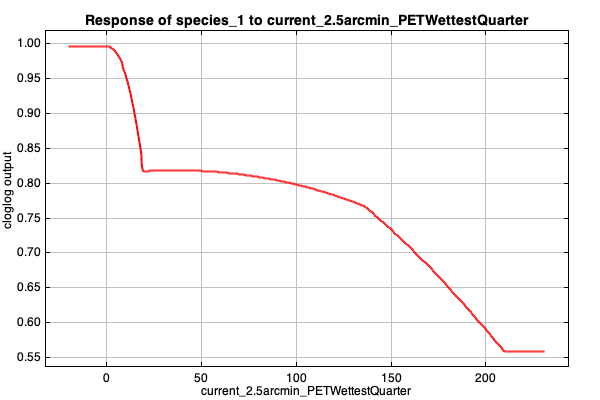 Response of species_1 to current_2.5arcmin_PETWettestQuarter
1.00
0.95
0.90
0.85
0.80
0.75
0.70
0.65
0.60
0.55
cloglog output
0 50 100 150 200
current_2.5arcmin_PETWettestQuarter